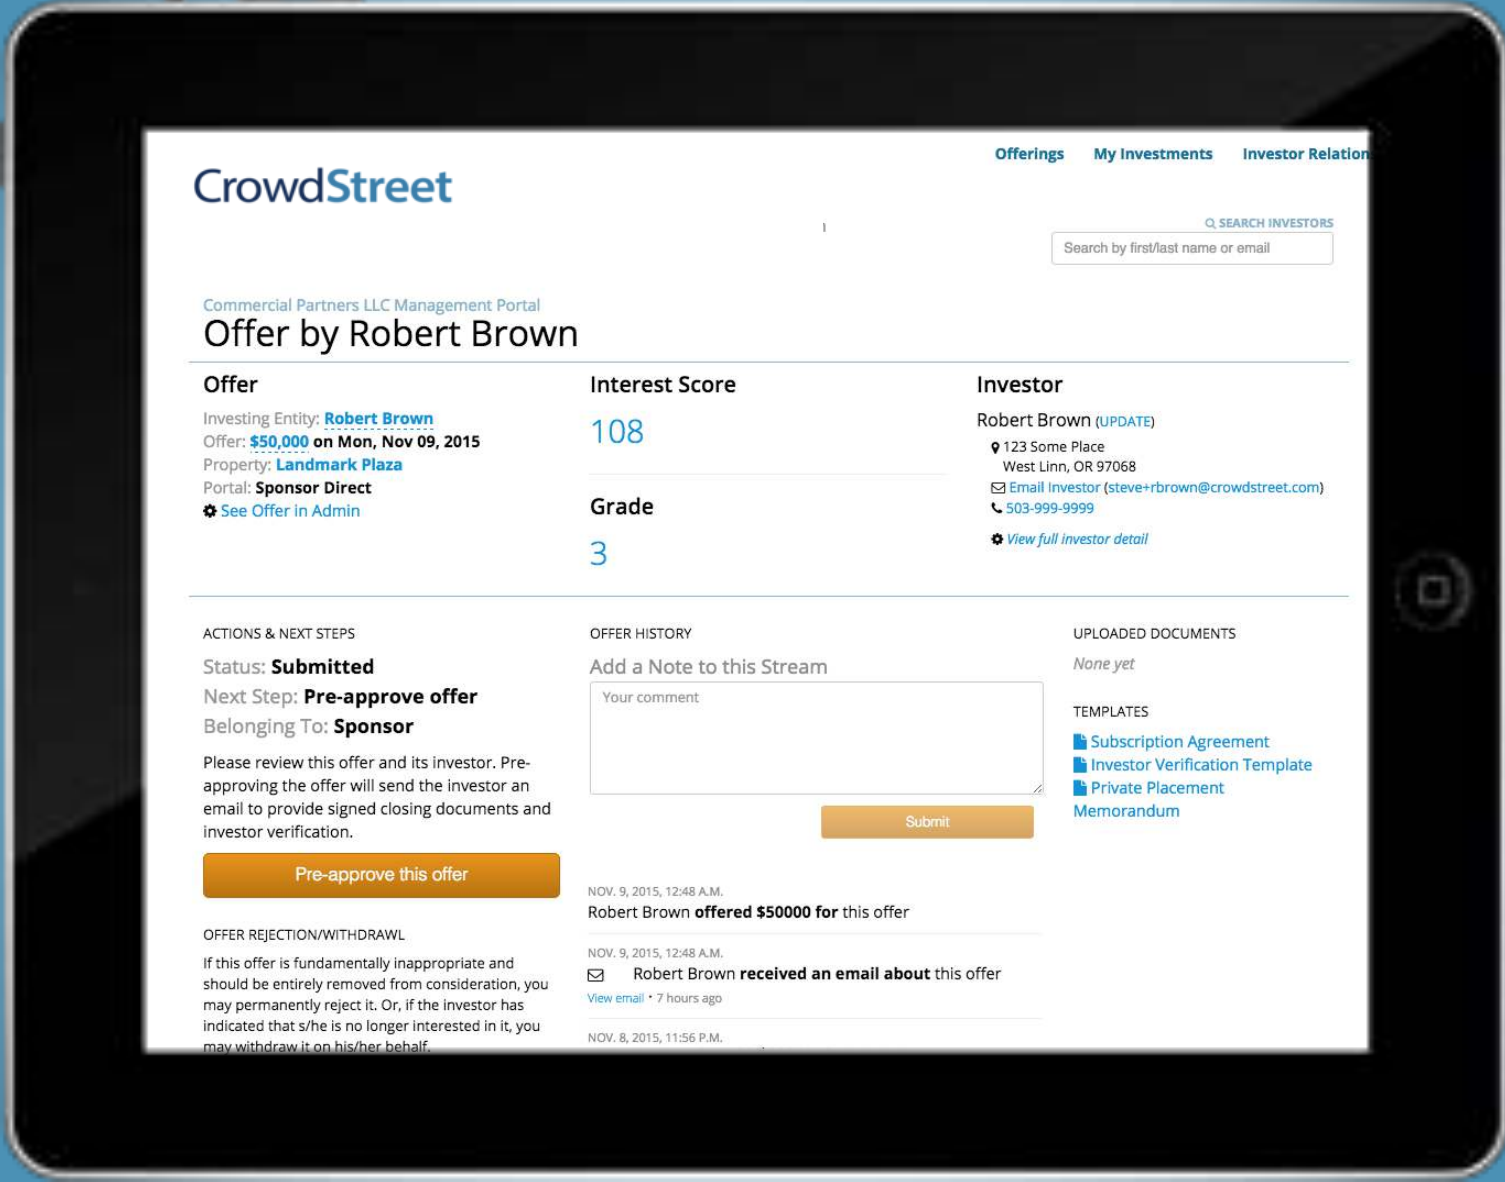 Offerings My Investments Investor Relation
CrowdStreet
SEARCH INVESTORS
Search by first/last name or email
Commercial Partners LLC Management Portal
Offer by Robert Brown
Offer
Investing Entity: Robert Brown
Offer: $50,000 on Mon, Nov 09, 2015
Property: Landmark Plaza
Portal: Sponsor Direct
See Offer in Admin
Interest Score
108
Grade
3
Investor
Robert Brown (UPDATE)
123 Some Place
West Linn, OR 97068
Email Investor (steve+rbrown@crowdstreet.com)
503-999-9999
View full investor detail
ACTIONS & NEXT STEPS
Status: Submitted
Next Step: Pre-approve offer
Belonging To: Sponsor
Please review this offer and its investor. Pre-
approving the offer will send the investor an
email to provide signed closing documents and
investor verification.
Pre-approve this offer
OFFER REJECTION/WITHDRAWL
If this offer is fundamentally inappropriate and
should be entirely removed from consideration, you
may permanently reject it. Or, if the investor has
indicated that s/he is no longer interested in it, you
may withdraw it on his/her behalf.
OFFER HISTORY
Add a Note to this Stream
Your comment
Submit
NOV. 9, 2015, 12:48 A.M.
Robert Brown offered $50000 for this offer
NOV. 9, 2015, 12:48 A.M.
Robert Brown received an email about this offer
View email • 7 hours ago
NOV. 8, 2015, 11:56 P.M.
UPLOADED DOCUMENTS
None yet
TEMPLATES
Subscription Agreement
Investor Verification Template
Private Placement
Memorandum